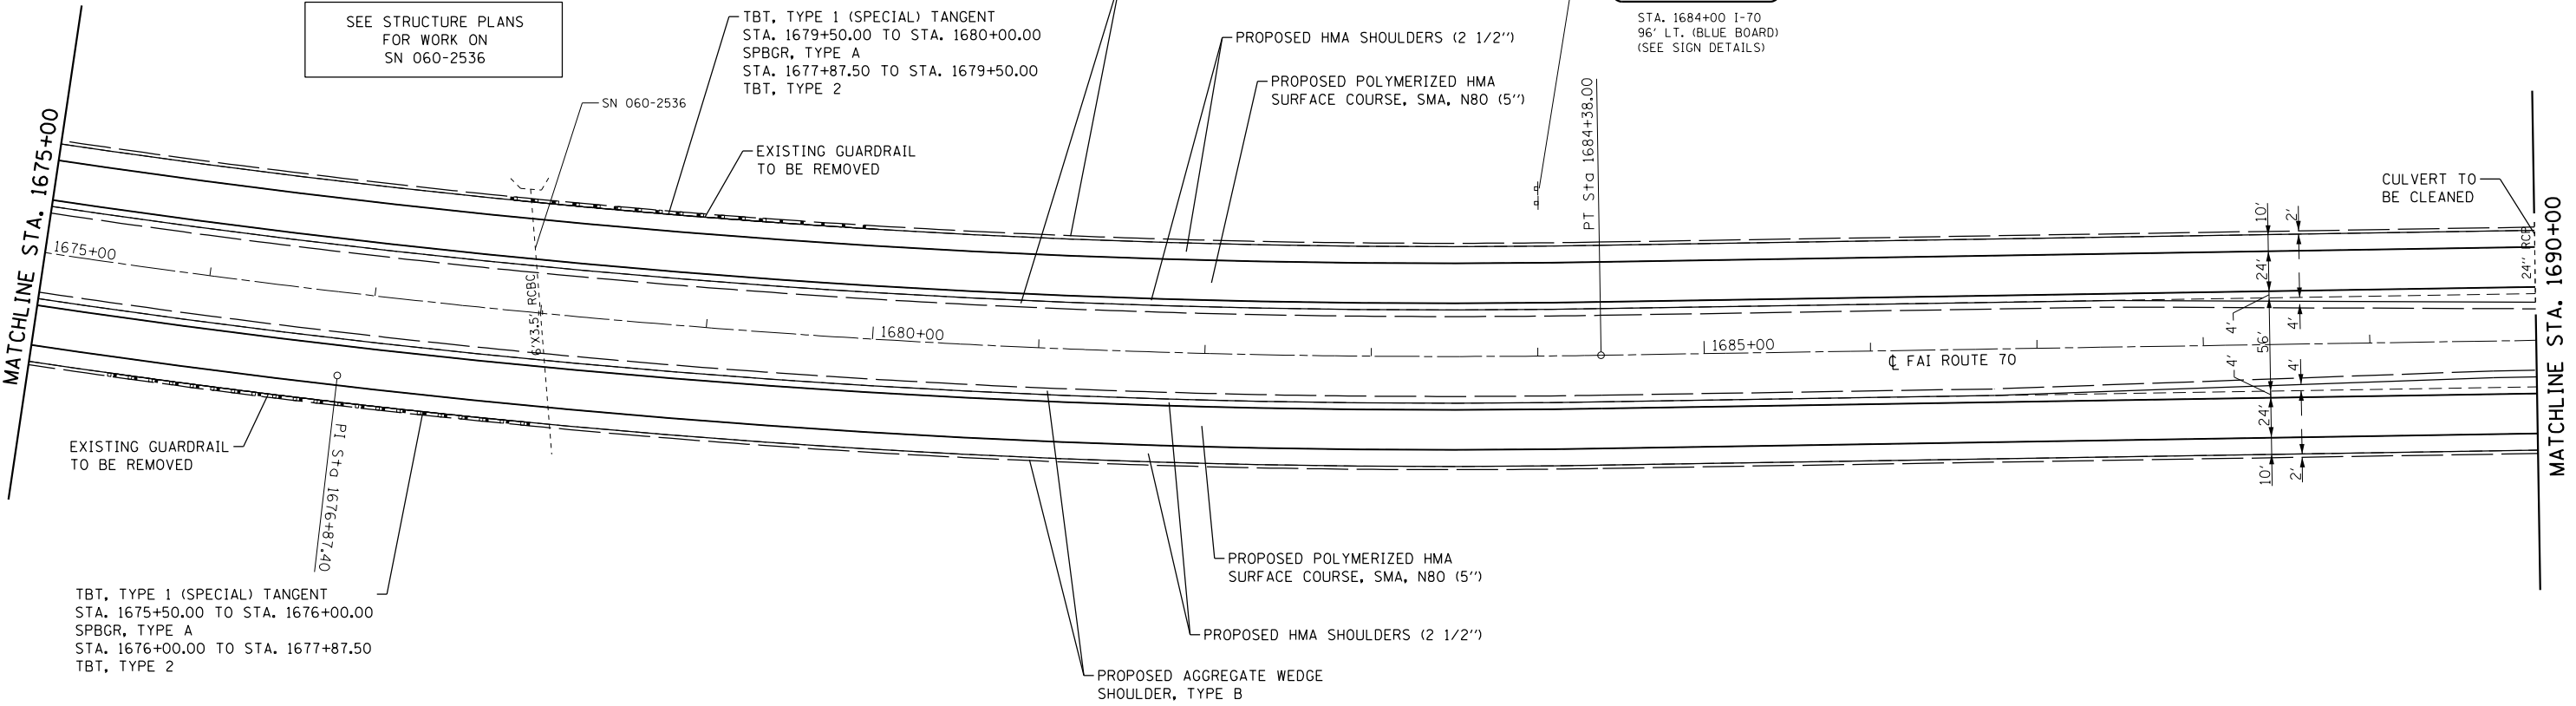 SEE STRUCTURE PLANS
FOR WORK ON
SN 060-2536
TBT, TYPE 1 (SPECIAL) TANGENT
STA. 1679+50.00 TO STA. 1680+00.00
SPBGR, TYPE A
STA. 1677+87.50 TO STA. 1679+50.00
TBT, TYPE 2
PROPOSED HMA SHOULDERS (2 1/2'')
PROPOSED POLYMERIZED HMA
SURFACE COURSE, SMA, N80 (5'')
STA. 1684+00 I-70
96' LT. (BLUE BOARD)
(SEE SIGN DETAILS)
SN 060-2536
EXISTING GUARDRAIL
TO BE REMOVED
PT Sta 1684+38.00
CULVERT TO
BE CLEANED
MATCHLINE STA. 1675+00
1675+00
6'X3.5' RCBC
1680+00
1685+00
℄ FAI ROUTE 70
10'
2'
24'
4'
4'
56'
4'
4'
24'
10'
2'
24'' RCP
MATCHLINE STA. 1690+00
EXISTING GUARDRAIL
TO BE REMOVED
PI Sta 1676+87.40
TBT, TYPE 1 (SPECIAL) TANGENT
STA. 1675+50.00 TO STA. 1676+00.00
SPBGR, TYPE A
STA. 1676+00.00 TO STA. 1677+87.50
TBT, TYPE 2
PROPOSED POLYMERIZED HMA
SURFACE COURSE, SMA, N80 (5'')
PROPOSED HMA SHOULDERS (2 1/2'')
PROPOSED AGGREGATE WEDGE
SHOULDER, TYPE B